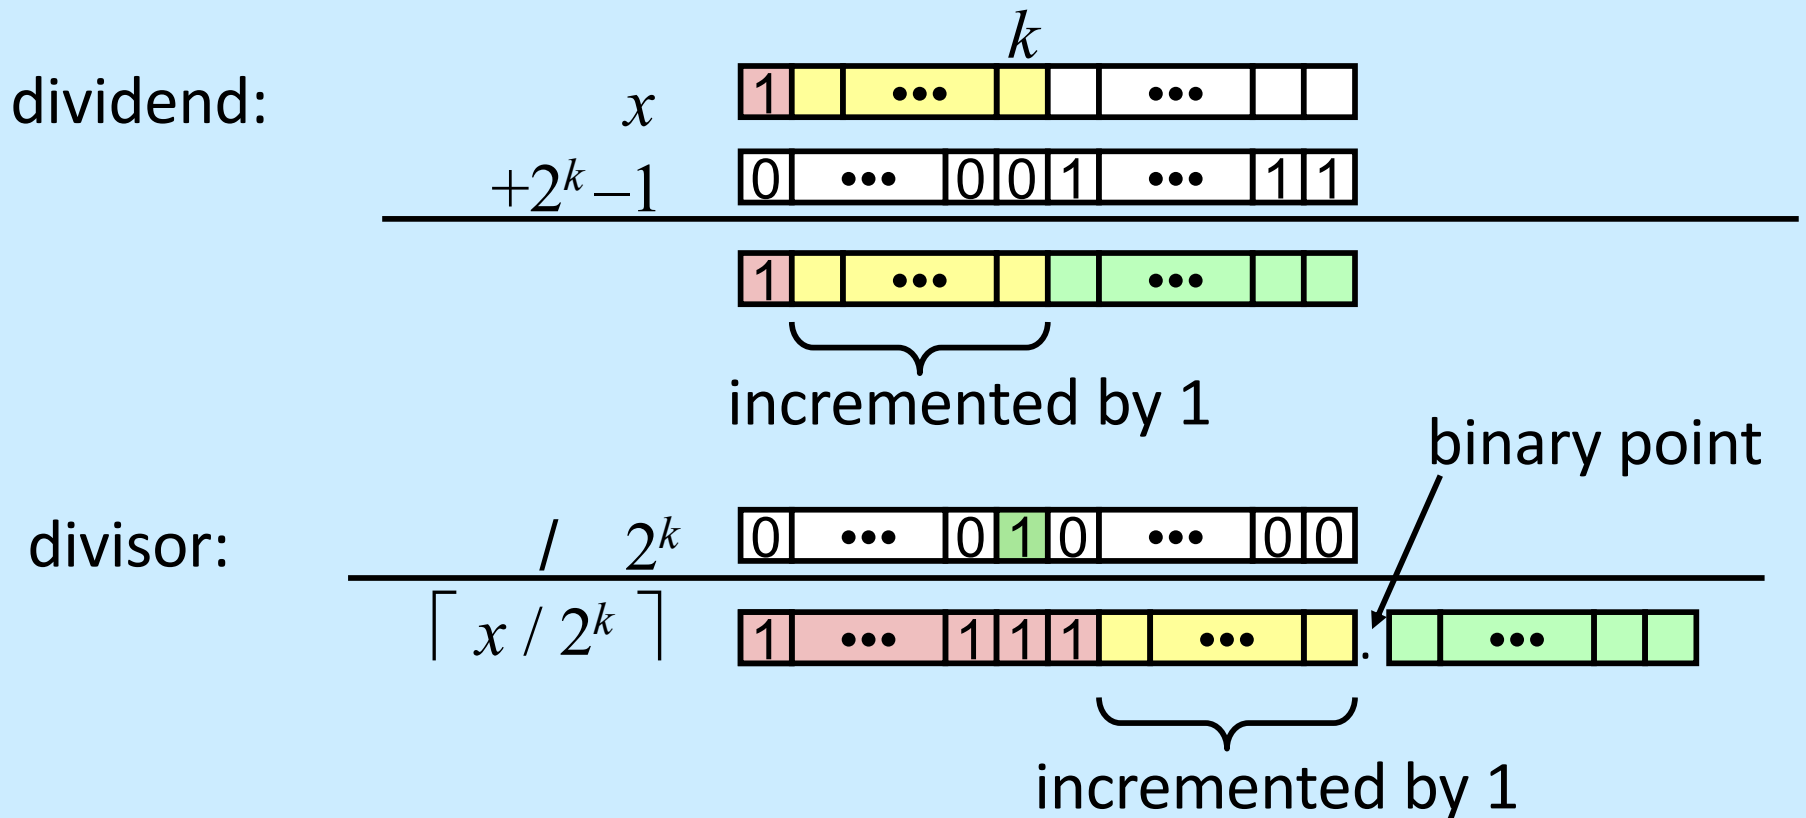 k
dividend: x 1 ••• •••
+2^k–1 0 ••• 0 0 1 ••• 1 1
1 ••• •••
incremented by 1
binary point
divisor: / 2^k 0 ••• 0 1 0 ••• 0 0
⌈ x / 2^k ⌉ 1 ••• 1 1 1 ••• . •••
incremented by 1